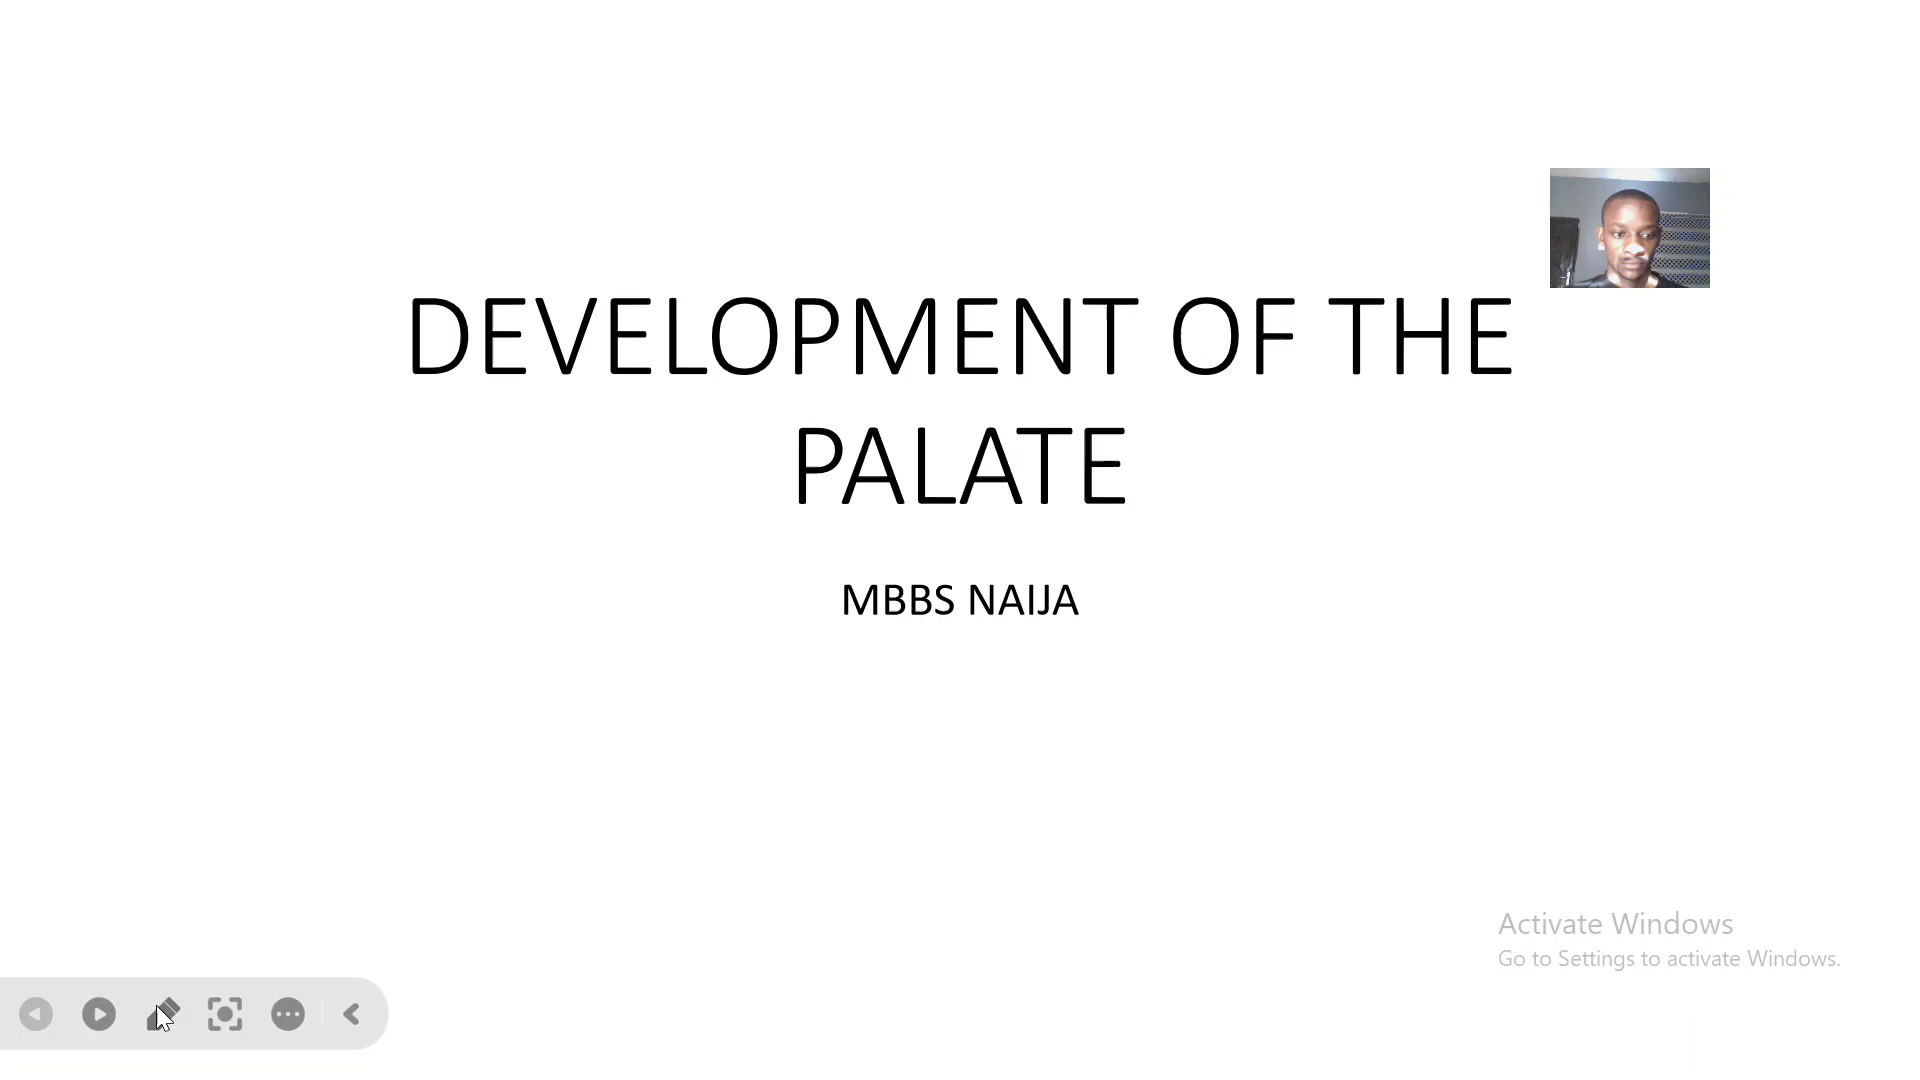 DEVELOPMENT OF THE
PALATE
MBBS NAIJA
Activate Windows
Go to Settings to activate Windows.